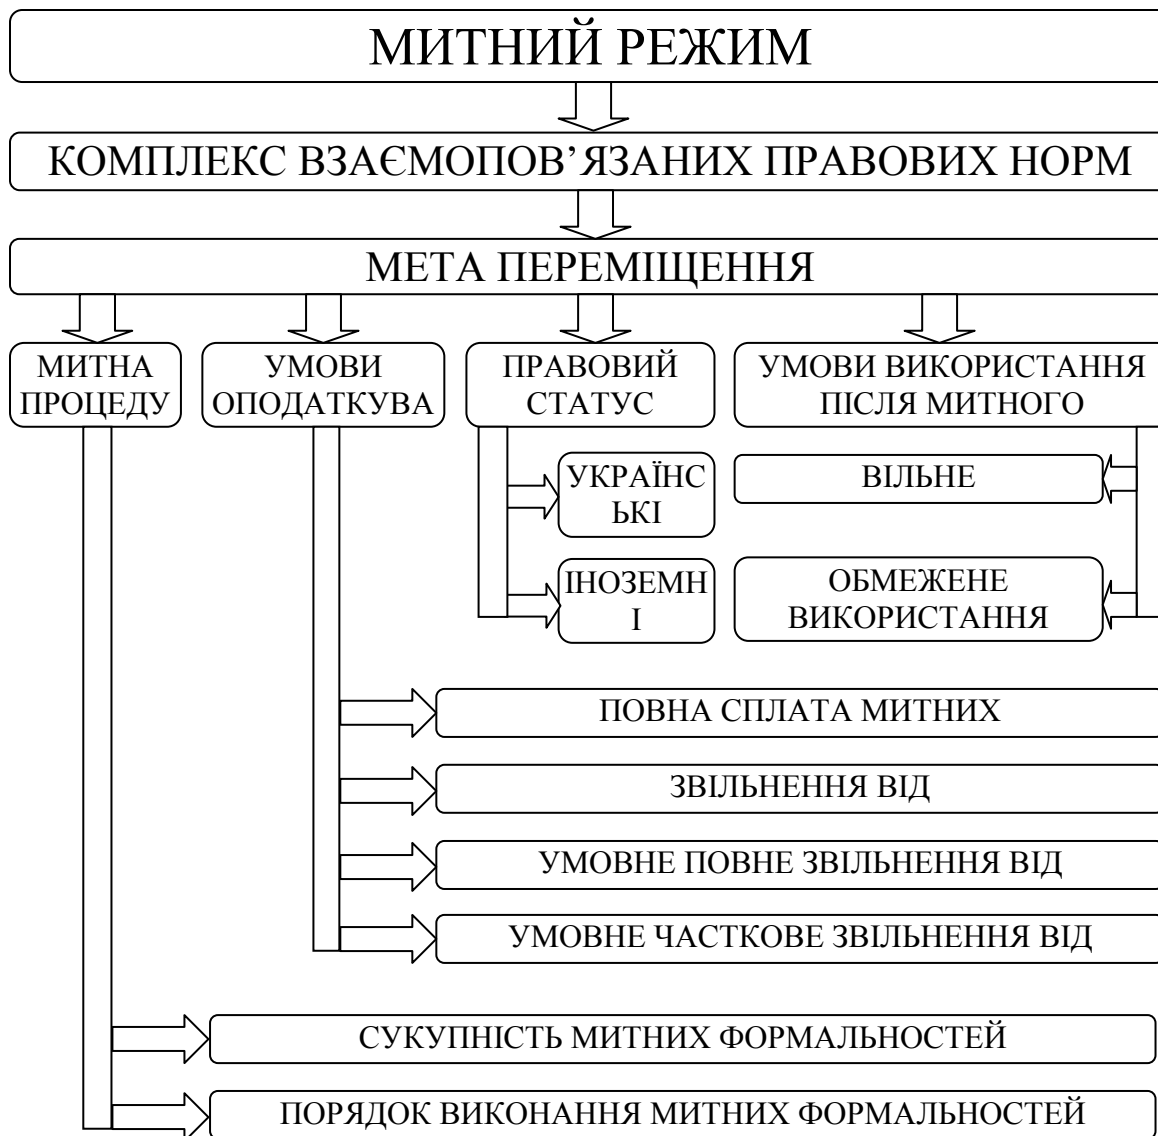 МИТНИЙ РЕЖИМ
КОМПЛЕКС ВЗАЄМОПОВ’ЯЗАНИХ ПРАВОВИХ НОРМ
МЕТА ПЕРЕМІЩЕННЯ
МИТНА
ПРОЦЕДУ
УМОВИ
ОПОДАТКУВА
ПРАВОВИЙ
СТАТУС
УМОВИ ВИКОРИСТАННЯ
ПІСЛЯ МИТНОГО
УКРАЇНС
ЬКІ
ВІЛЬНЕ
ІНОЗЕМН
І
ОБМЕЖЕНЕ
ВИКОРИСТАННЯ
ПОВНА СПЛАТА МИТНИХ
ЗВІЛЬНЕННЯ ВІД
УМОВНЕ ПОВНЕ ЗВІЛЬНЕННЯ ВІД
УМОВНЕ ЧАСТКОВЕ ЗВІЛЬНЕННЯ ВІД
СУКУПНІСТЬ МИТНИХ ФОРМАЛЬНОСТЕЙ
ПОРЯДОК ВИКОНАННЯ МИТНИХ ФОРМАЛЬНОСТЕЙ